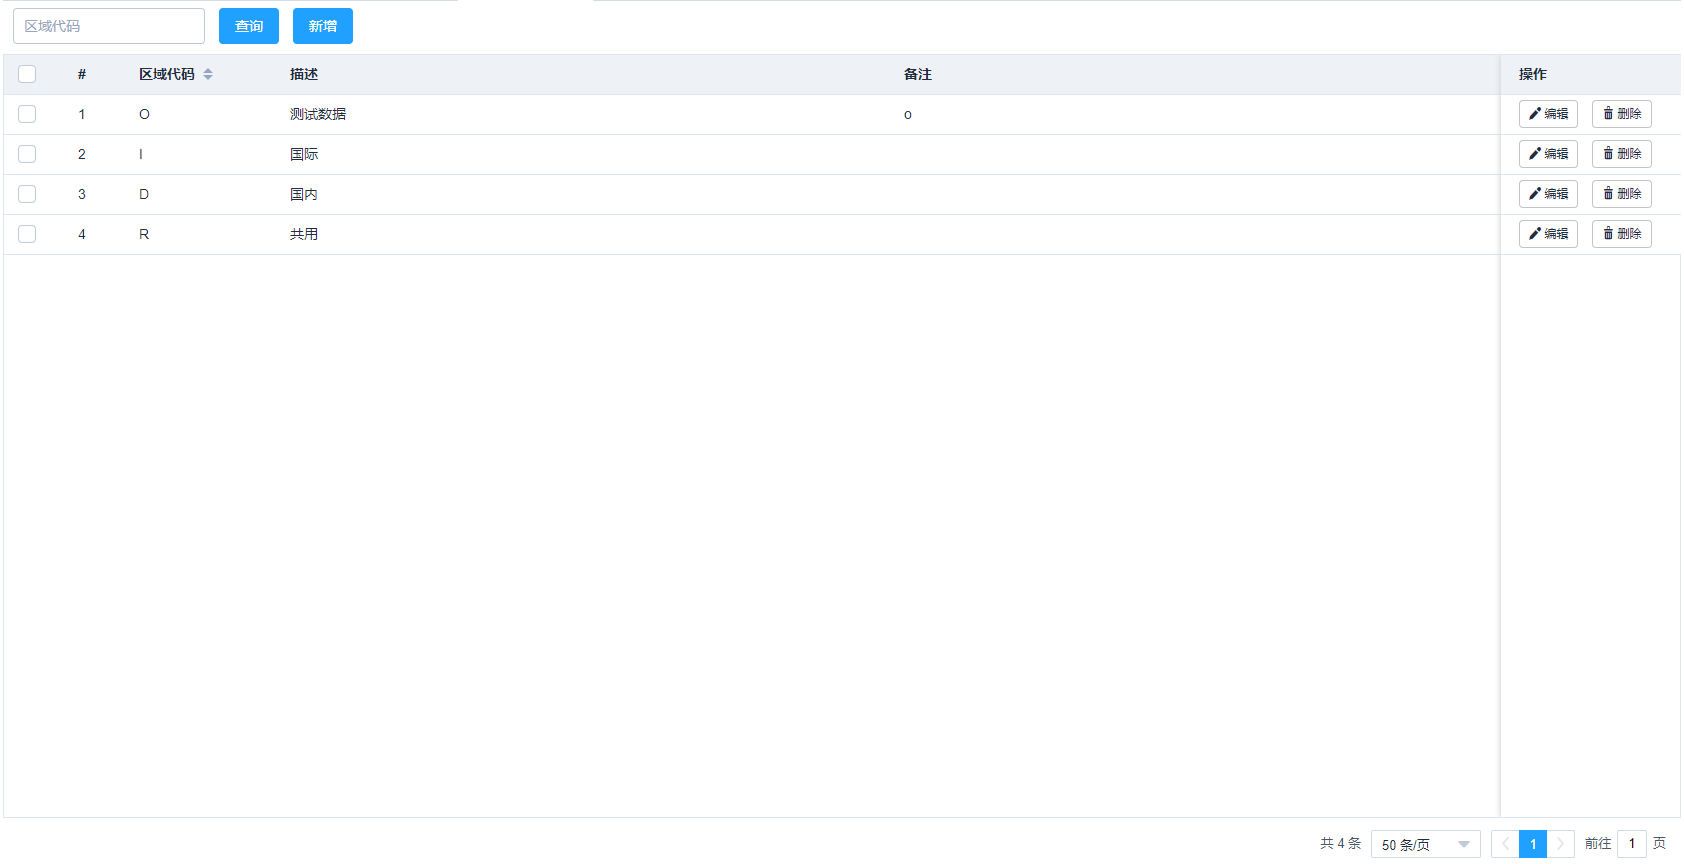 区域代码 查询 新增
# 区域代码 描述 备注 操作
1 O 测试数据 o 编辑 删除
2 I 国际 编辑 删除
3 D 国内 编辑 删除
4 R 共用 编辑 删除
共 4 条 50 条/页 1 前往 1 页